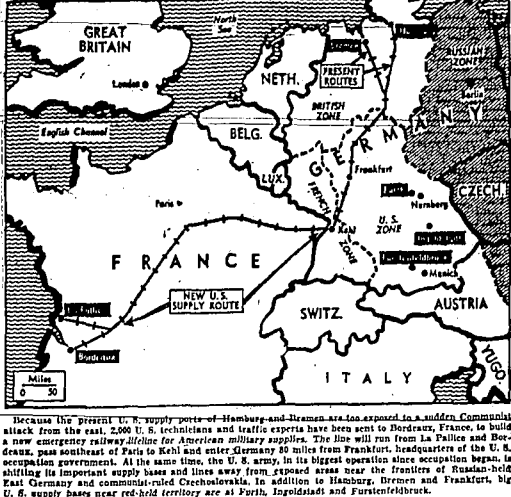 GREAT
BRITAIN
North
Sea
London
NETH.
PRESENT
ROUTES
RUSSIAN
ZONE
Berlin
BRITISH
ZONE
English Channel
BELG.
GERMANY
LUX.
Frankfurt
FRENCH
ZONE
CZECH.
Paris
Nurnberg
U.S.
ZONE
Kehl
FRANCE
Munich
NEW U.S.
SUPPLY ROUTE
SWITZ.
AUSTRIA
Bordeaux
ITALY
YUGO
Miles
0 50
Because the present U. S. supply ports of Hamburg and Bremen are too exposed to a sudden Communist
attack from the east, 2,000 U. S. technicians and traffic experts have been sent to Bordeaux, France, to build
a new emergency railway lifeline for American military supplies. The line will run from La Pallice and Bor-
deaux, pass southeast of Paris to Kehl and enter Germany 80 miles from Frankfurt, headquarters of the U. S.
occupation government. At the same time, the U. S. army, in its biggest operation since occupation began, is
shifting its important supply bases and lines away from exposed areas near the frontiers of Russian-held
East Germany and communist-ruled Czechoslovakia. In addition to Hamburg, Bremen and Frankfurt, big
U. S. supply bases near red-held territory are at Furth, Ingoldstadt and Furstenfeldbruck.